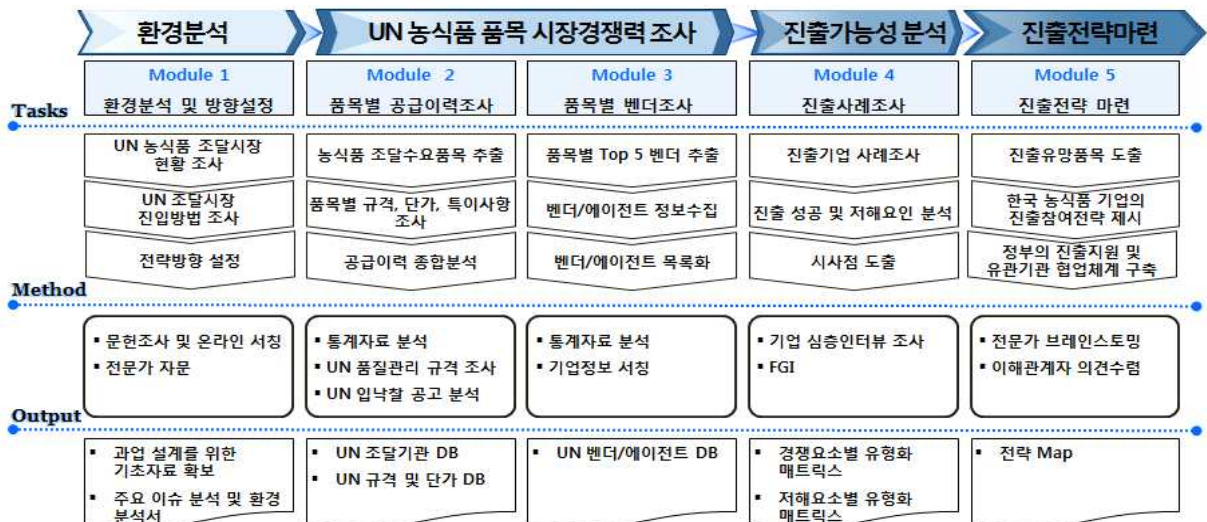 환경분석
UN 농식품 품목 시장경쟁력 조사
진출가능성 분석
진출전략마련
Module 1
환경분석 및 방향설정
Module 2
품목별 공급이력조사
Module 3
품목별 벤더조사
Module 4
진출사례조사
Module 5
진출전략 마련
Tasks
UN 농식품 조달시장
현황 조사
농식품 조달수요품목 추출
품목별 Top 5 벤더 추출
진출기업 사례조사
진출유망품목 도출
UN 조달시장
진입방법 조사
품목별 규격, 단가, 특이사항
조사
벤더/에이전트 정보수집
진출 성공 및 저해요인 분석
한국 농식품 기업의
진출참여전략 제시
전략방향 설정
공급이력 종합분석
벤더/에이전트 목록화
시사점 도출
정부의 진출지원 및
유관기관 협업체계 구축
Method
▪ 문헌조사 및 온라인 서칭
▪ 전문가 자문
▪ 통계자료 분석
▪ UN 품질관리 규격 조사
▪ UN 입낙찰 공고 분석
▪ 통계자료 분석
▪ 기업정보 서칭
▪ 기업 심층인터뷰 조사
▪ FGI
▪ 전문가 브레인스토밍
▪ 이해관계자 의견수렴
Output
▪ 과업 설계를 위한
기초자료 확보
▪ 주요 이슈 분석 및 환경
분석서
▪ UN 조달기관 DB
▪ UN 규격 및 단가 DB
▪ UN 벤더/에이전트 DB
▪ 경쟁요소별 유형화
매트릭스
▪ 저해요소별 유형화
매트릭스
▪ 전략 Map